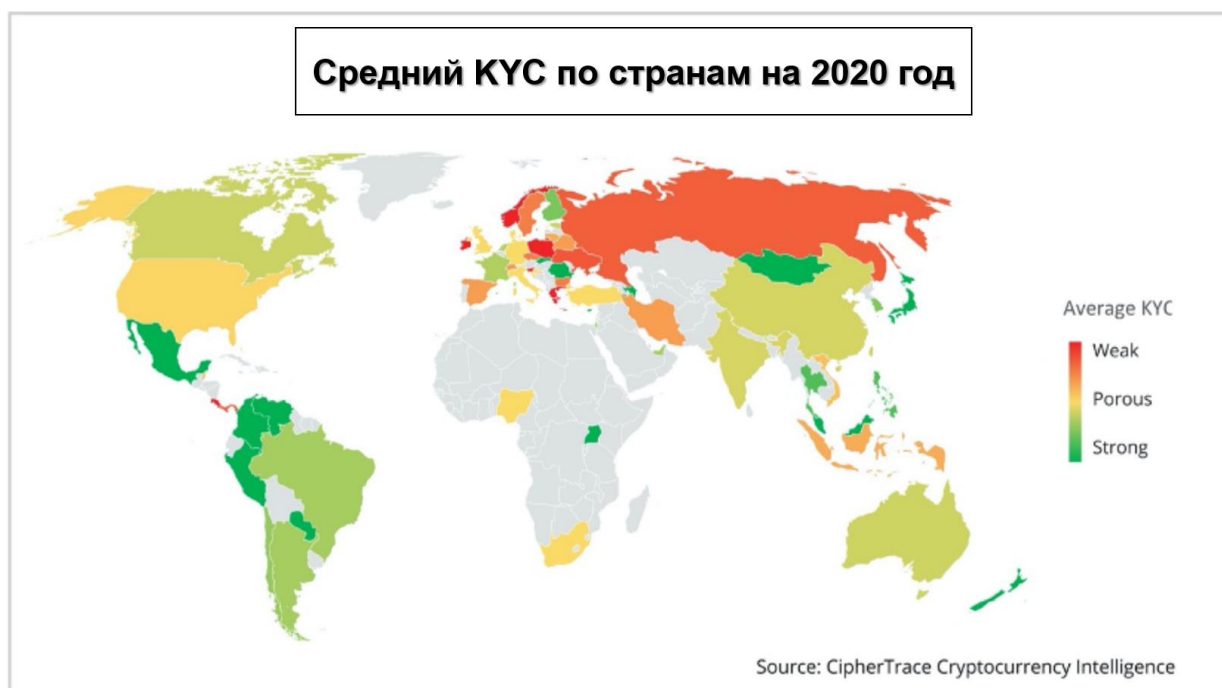 Средний KYC по странам на 2020 год
Average KYC
Weak
Porous
Strong
Source: CipherTrace Cryptocurrency Intelligence